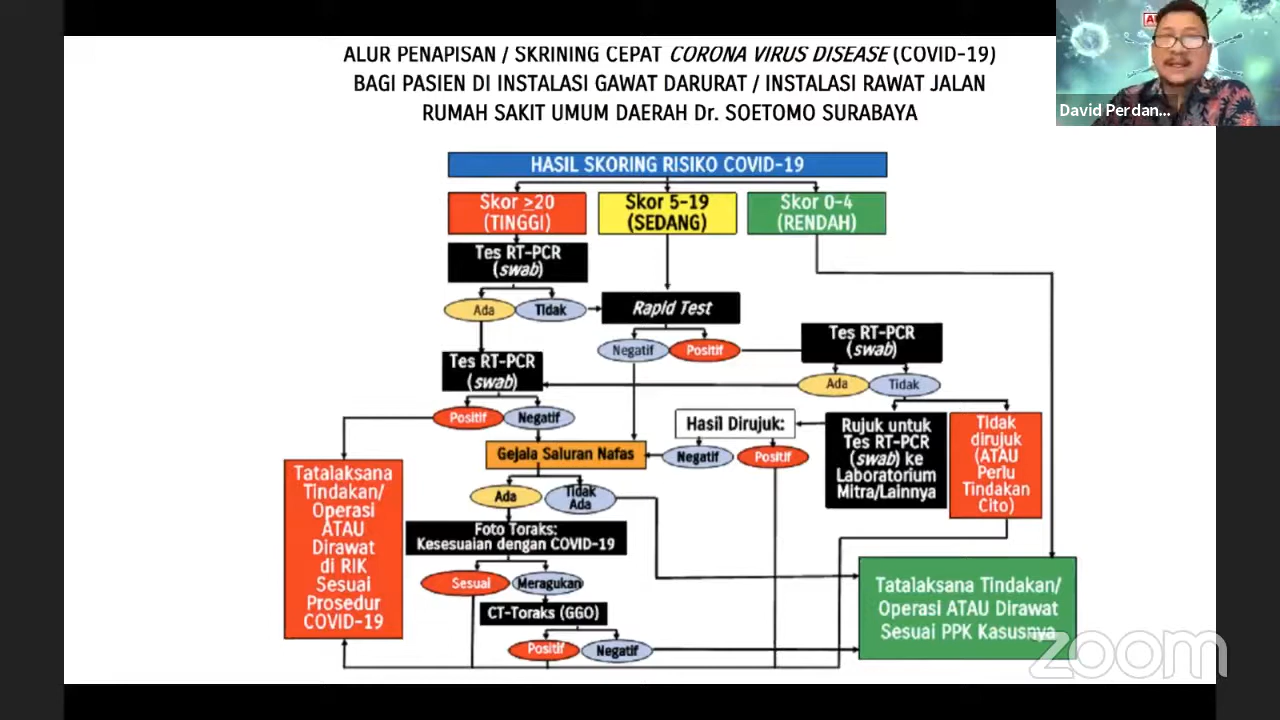 ALUR PENAPISAN / SKRINING CEPAT CORONA VIRUS DISEASE (COVID-19)
BAGI PASIEN DI INSTALASI GAWAT DARURAT / INSTALASI RAWAT JALAN
RUMAH SAKIT UMUM DAERAH Dr. SOETOMO SURABAYA
David Perdan...
HASIL SKORING RISIKO COVID-19
Skor ≥20
(TINGGI)
Skor 5-19
(SEDANG)
Skor 0-4
(RENDAH)
Tes RT-PCR
(swab)
Ada
Tidak
Rapid Test
Negatif
Positif
Tes RT-PCR
(swab)
Ada
Tidak
Tes RT-PCR
(swab)
Positif
Negatif
Hasil Dirujuk:
Negatif
Positif
Rujuk untuk
Tes RT-PCR
(swab) ke
Laboratorium
Mitra/Lainnya
Tidak
dirujuk
(ATAU
Perlu
Tindakan
Cito)
Gejala Saluran Nafas
Ada
Tidak
Ada
Tatalaksana
Tindakan/
Operasi
ATAU
Dirawat
di RIK
Sesuai
Prosedur
COVID-19
Foto Toraks:
Kesesuaian dengan COVID-19
Sesuai
Meragukan
CT-Toraks (GGO)
Positif
Negatif
Tatalaksana Tindakan/
Operasi ATAU Dirawat
Sesuai PPK Kasusnya
zoom